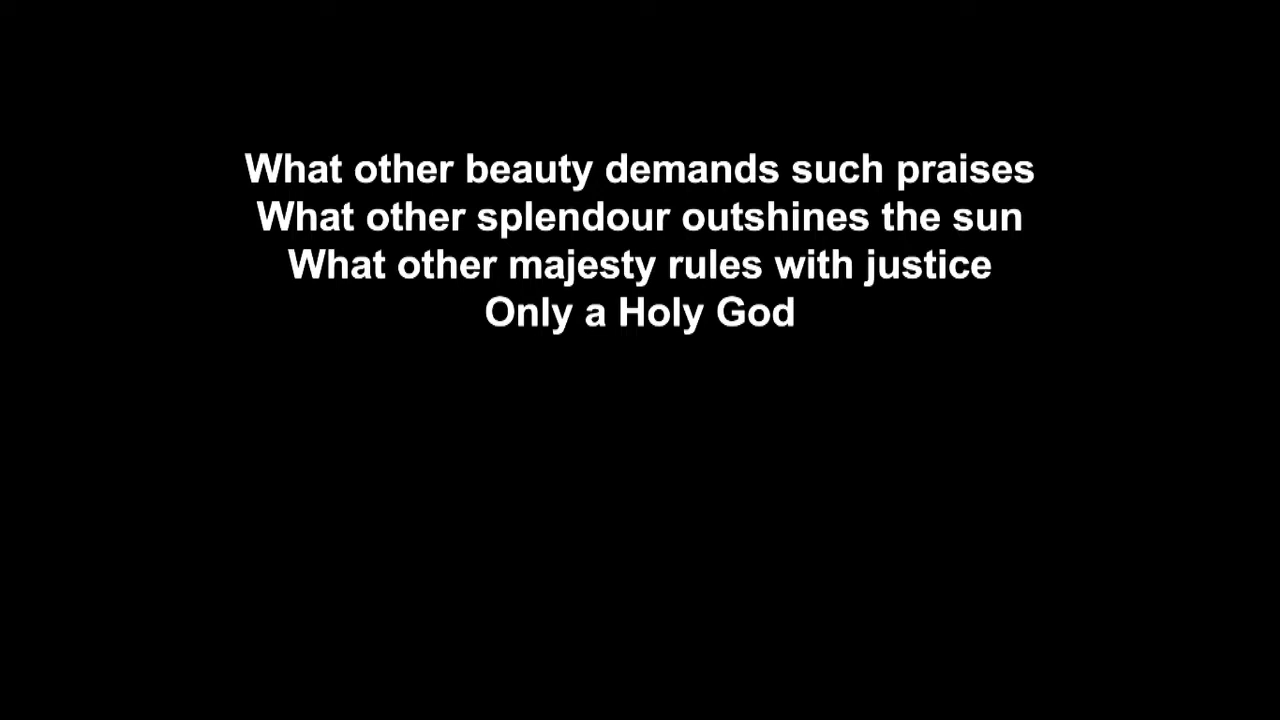 What other beauty demands such praises
What other splendour outshines the sun
What other majesty rules with justice
Only a Holy God